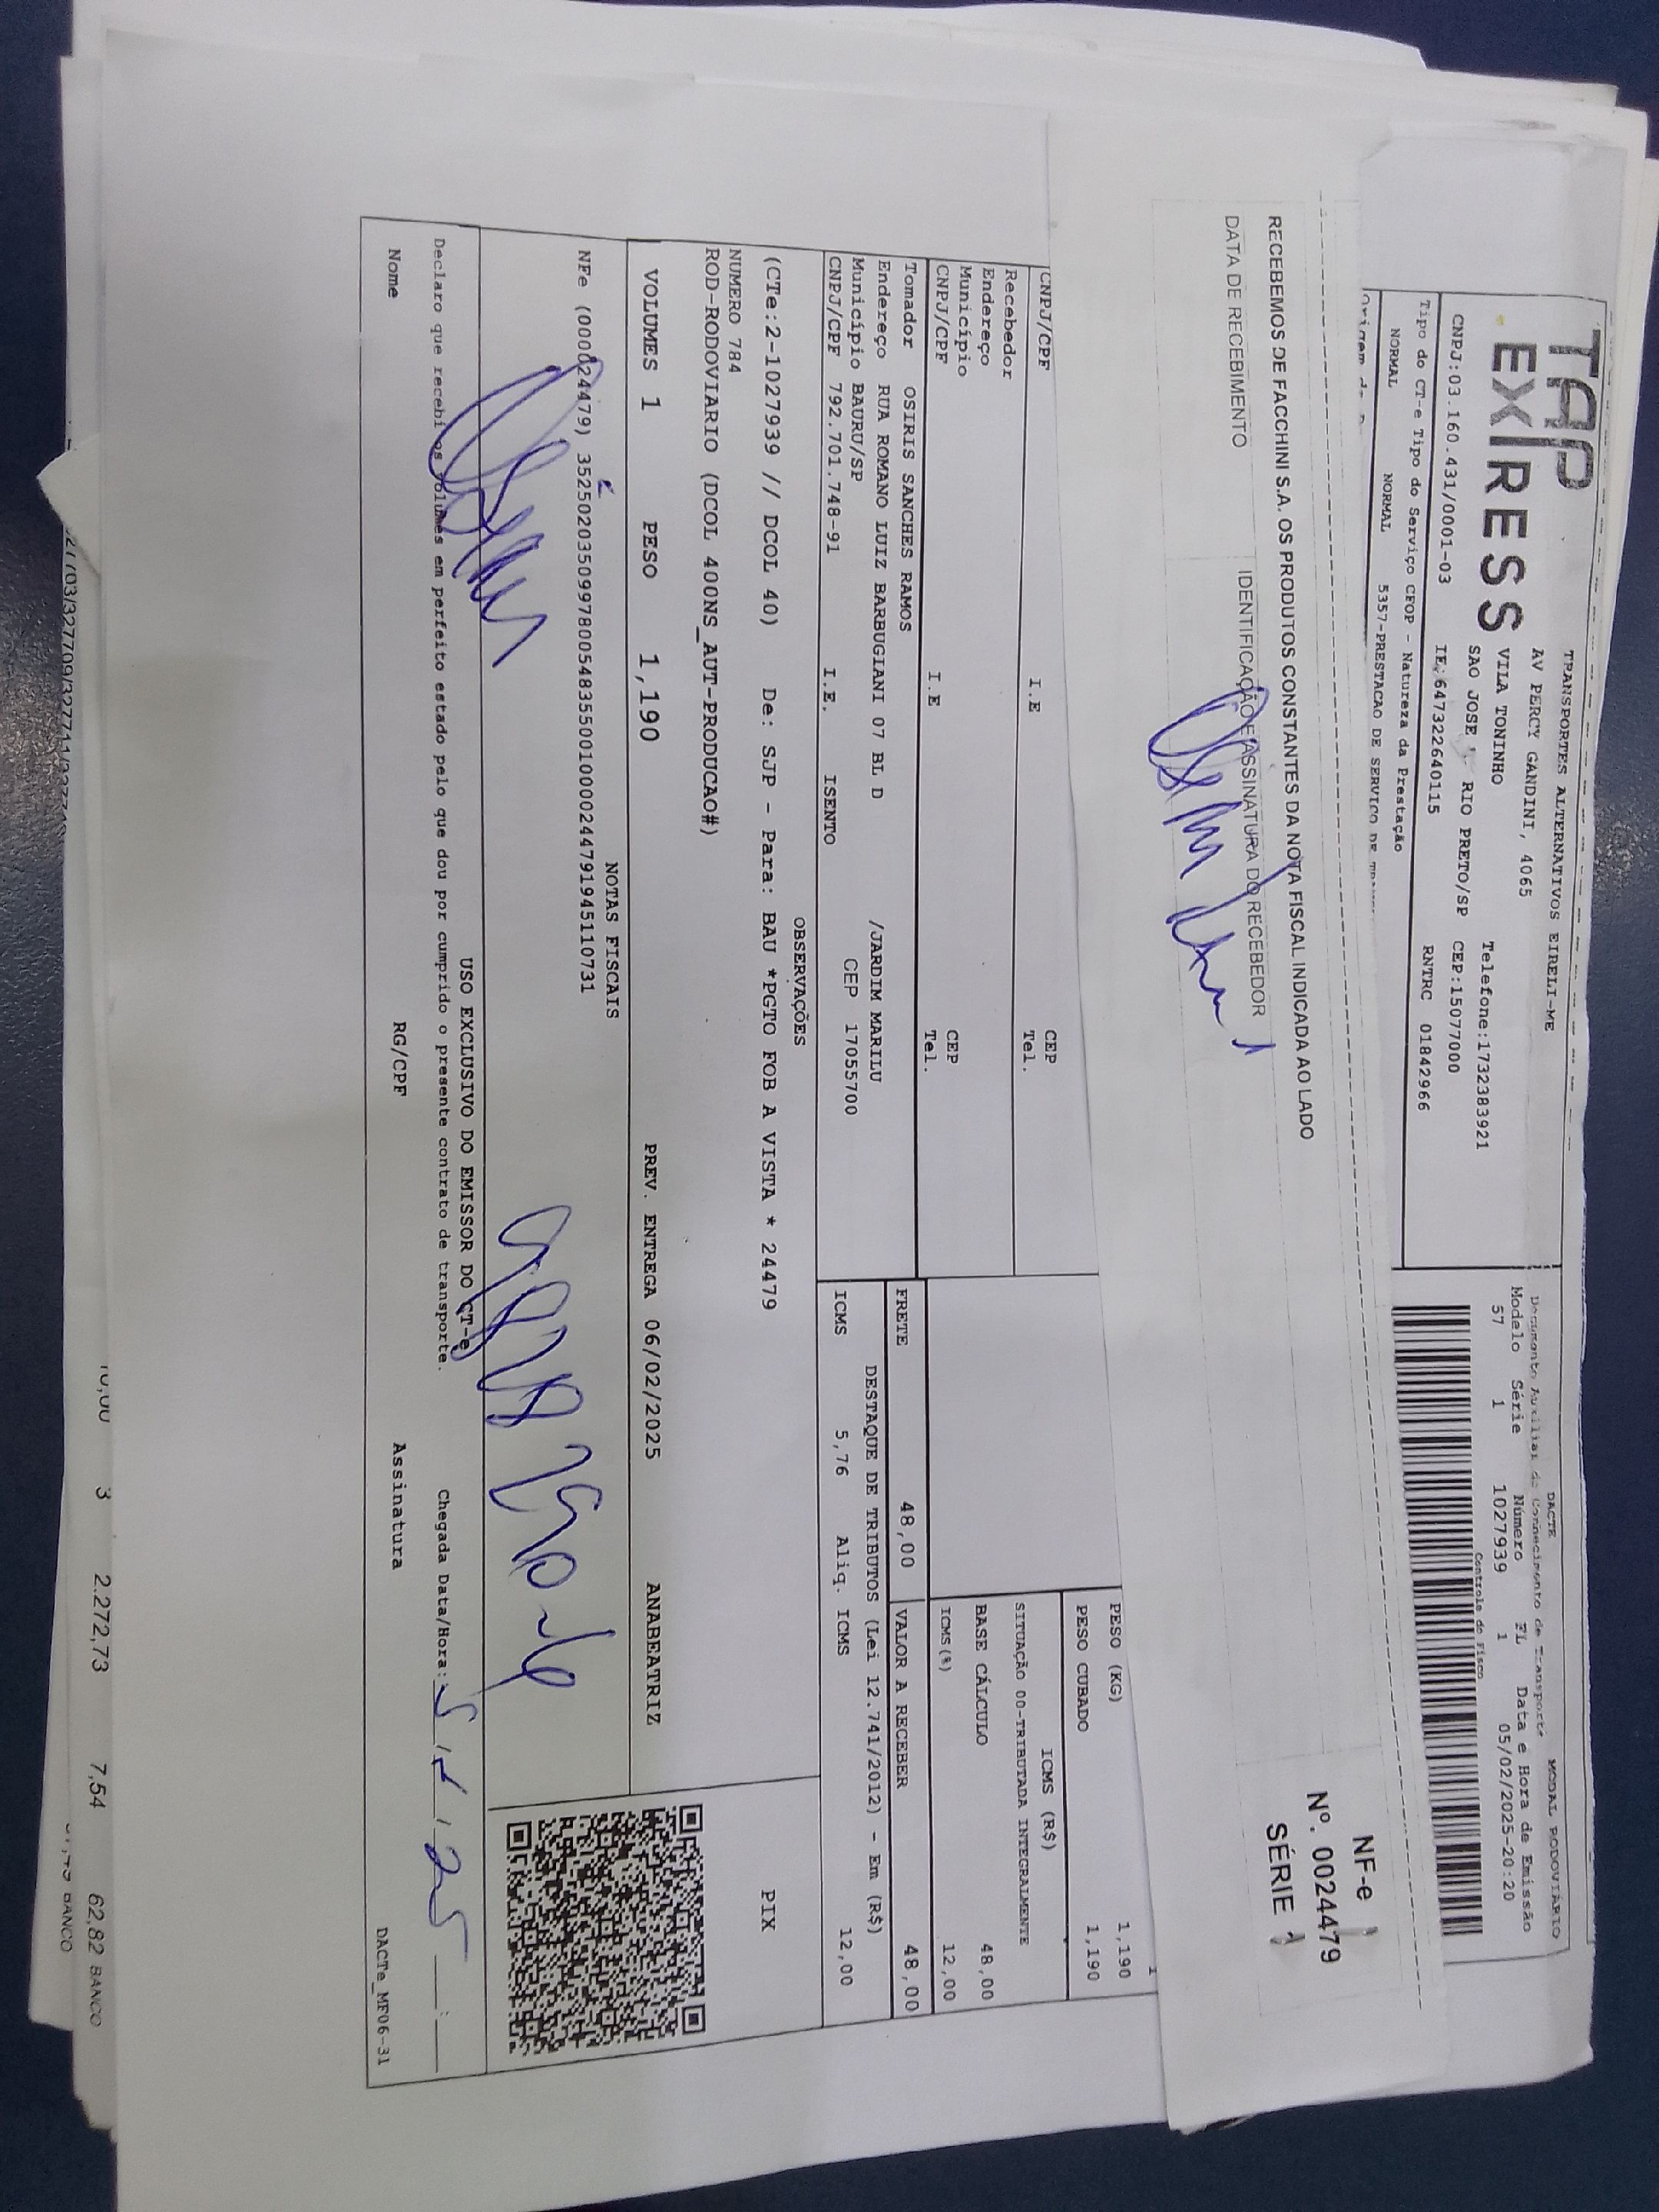 TAP
EXPRESS
TRANSPORTES ALTERNATIVOS EIRELI-ME
AV PERCY GANDINI, 4065
VILA TONINHO
SAO JOSE RIO PRETO/SP
Telefone:1732383921
CEP:15077000
CNPJ:03.160.431/0001-03 IE:647322640115 RNTRC 01842966
DACTE MODAL RODOVIARIO
Documento Auxiliar de Conhecimento de Transporte
Modelo Série Número FL Data e Hora de Emissão
57 1 1027939 1 05/02/2025-20:20
Controle do Fisco
Tipo do CT-e Tipo do Serviço CFOP - Natureza da Prestação
NORMAL NORMAL 5357-PRESTACAO DE SERVICO DE
NF-e
Nº. 0024479
SÉRIE 1
RECEBEMOS DE FACCHINI S.A. OS PRODUTOS CONSTANTES DA NOTA FISCAL INDICADA AO LADO
DATA DE RECEBIMENTO IDENTIFICAÇÃO E ASSINATURA DO RECEBEDOR
CNPJ/CPF I.E CEP
Tel.
Recebedor
Endereço
Município CEP
CNPJ/CPF I.E Tel.
PESO (KG) 1,190
PESO CUBADO 1,190
ICMS (R$)
SITUAÇÃO 00-TRIBUTADA INTEGRALMENTE
BASE CÁLCULO 48,00
ICMS(%) 12,00
Tomador OSIRIS SANCHES RAMOS
Endereço RUA ROMANO LUIZ BARBUGIANI 07 BL D /JARDIM MARILU
Município BAURU/SP CEP 17055700
CNPJ/CPF 792.701.748-91 I.E. ISENTO
FRETE 48,00 VALOR A RECEBER 48,00
DESTAQUE DE TRIBUTOS (Lei 12.741/2012) - Em (R$)
ICMS 5,76 Aliq. ICMS 12,00
OBSERVAÇÕES
(CTe:2-1027939 // DCOL 40) De: SJP - Para: BAU *PGTO FOB A VISTA * 24479
NUMERO 784
ROD-RODOVIARIO (DCOL 400NS_AUT-PRODUCAO#)
PIX
VOLUMES 1 PESO 1,190 PREV. ENTREGA 06/02/2025 ANABEATRIZ
NOTAS FISCAIS
NFe (000024479) 35250203509978005483550010000244791945110731
USO EXCLUSIVO DO EMISSOR DO CT-e
Declaro que recebi os volumes em perfeito estado pelo que dou por cumprido o presente contrato de transporte. Chegada Data/Hora:
Nome RG/CPF Assinatura
DACTe_MF06-31
10,00 3 2.272,73 7,54 62,82 BANCO
BANCO